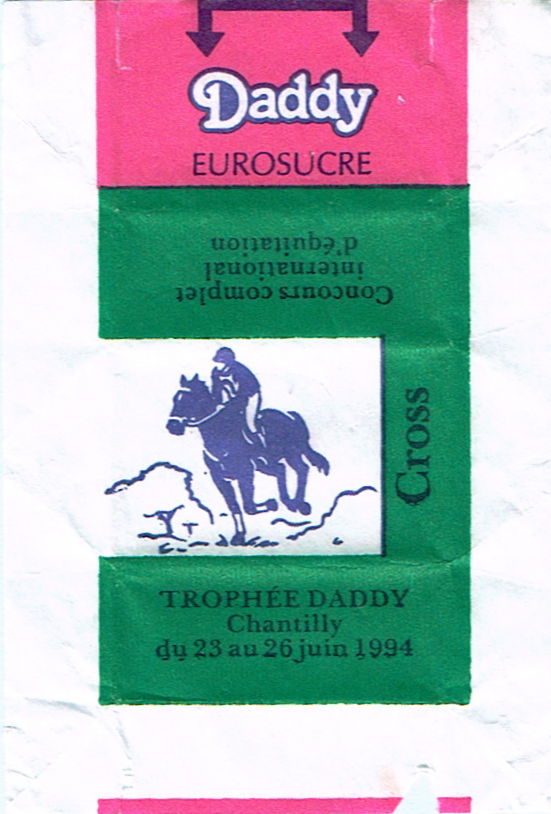 Daddy
EUROSUCRE
Concours complet
international
d'équitation
Cross
TROPHÉE DADDY
Chantilly
du 23 au 26 juin 1994